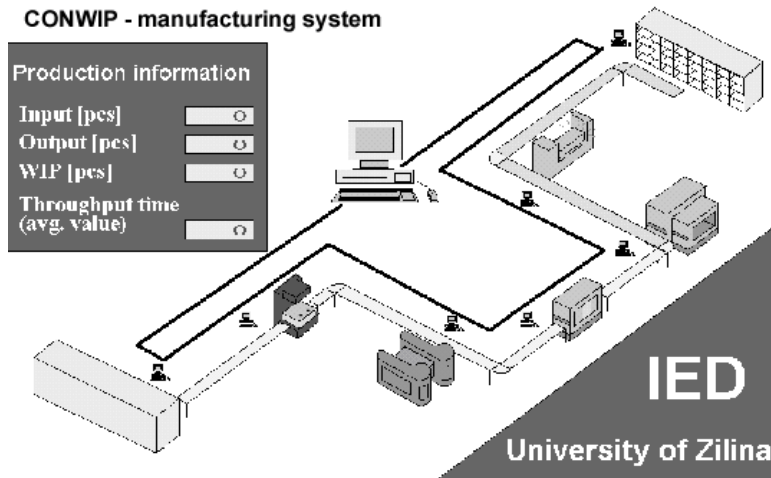 CONWIP - manufacturing system
Production information
Input [pcs]
0
Output [pcs]
0
WIP [pcs]
0
Throughput time
(avg. value)
0
IED
University of Zilina